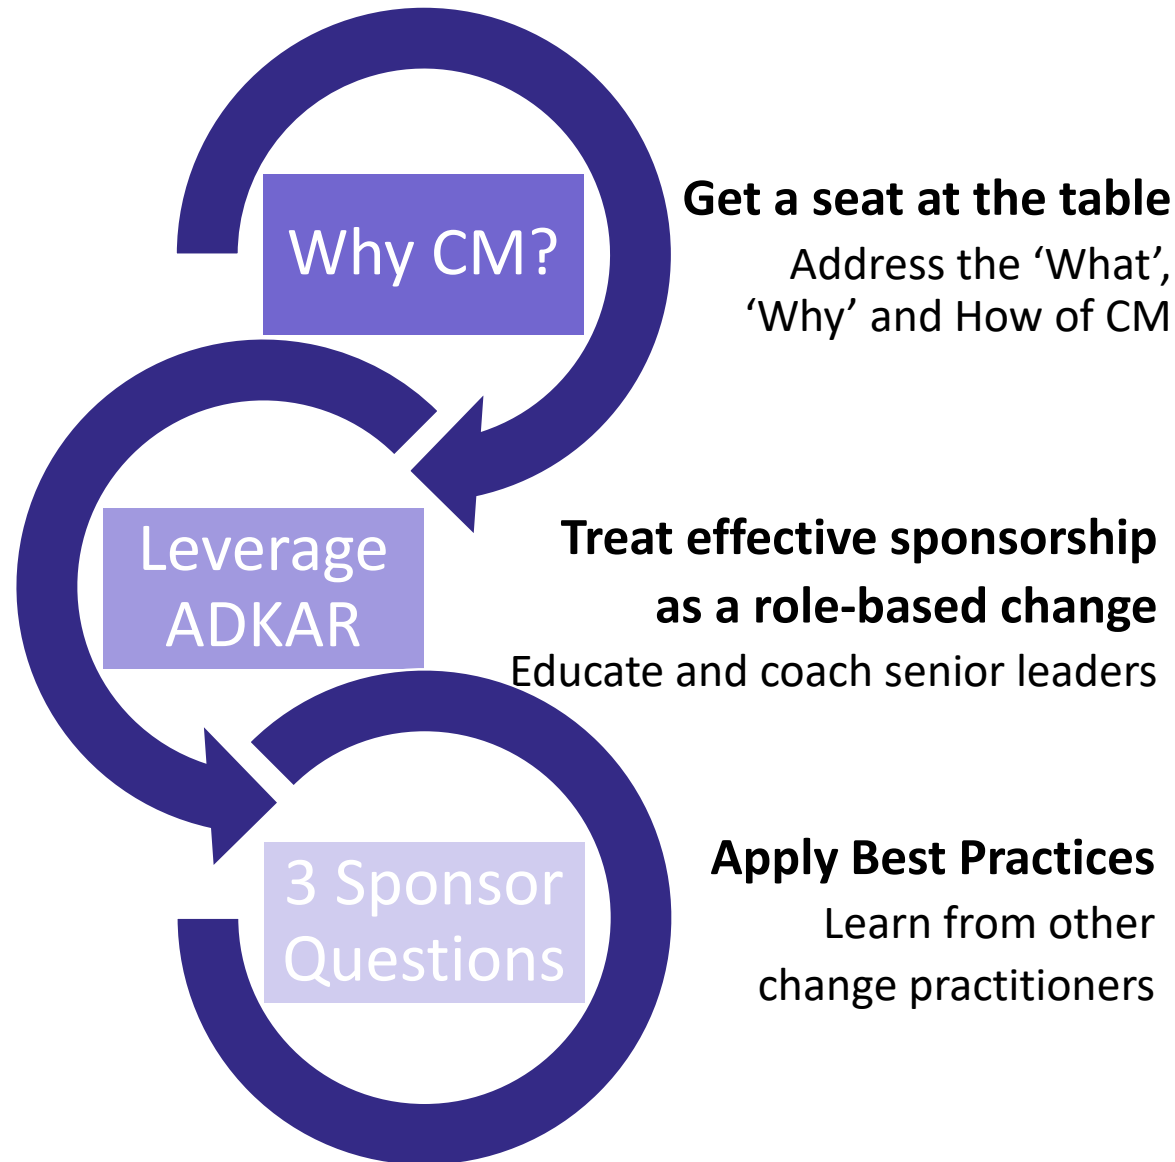 Why CM?
Get a seat at the table
Address the ‘What’,
‘Why’ and How of CM
Leverage
ADKAR
Treat effective sponsorship
as a role-based change
Educate and coach senior leaders
3 Sponsor
Questions
Apply Best Practices
Learn from other
change practitioners